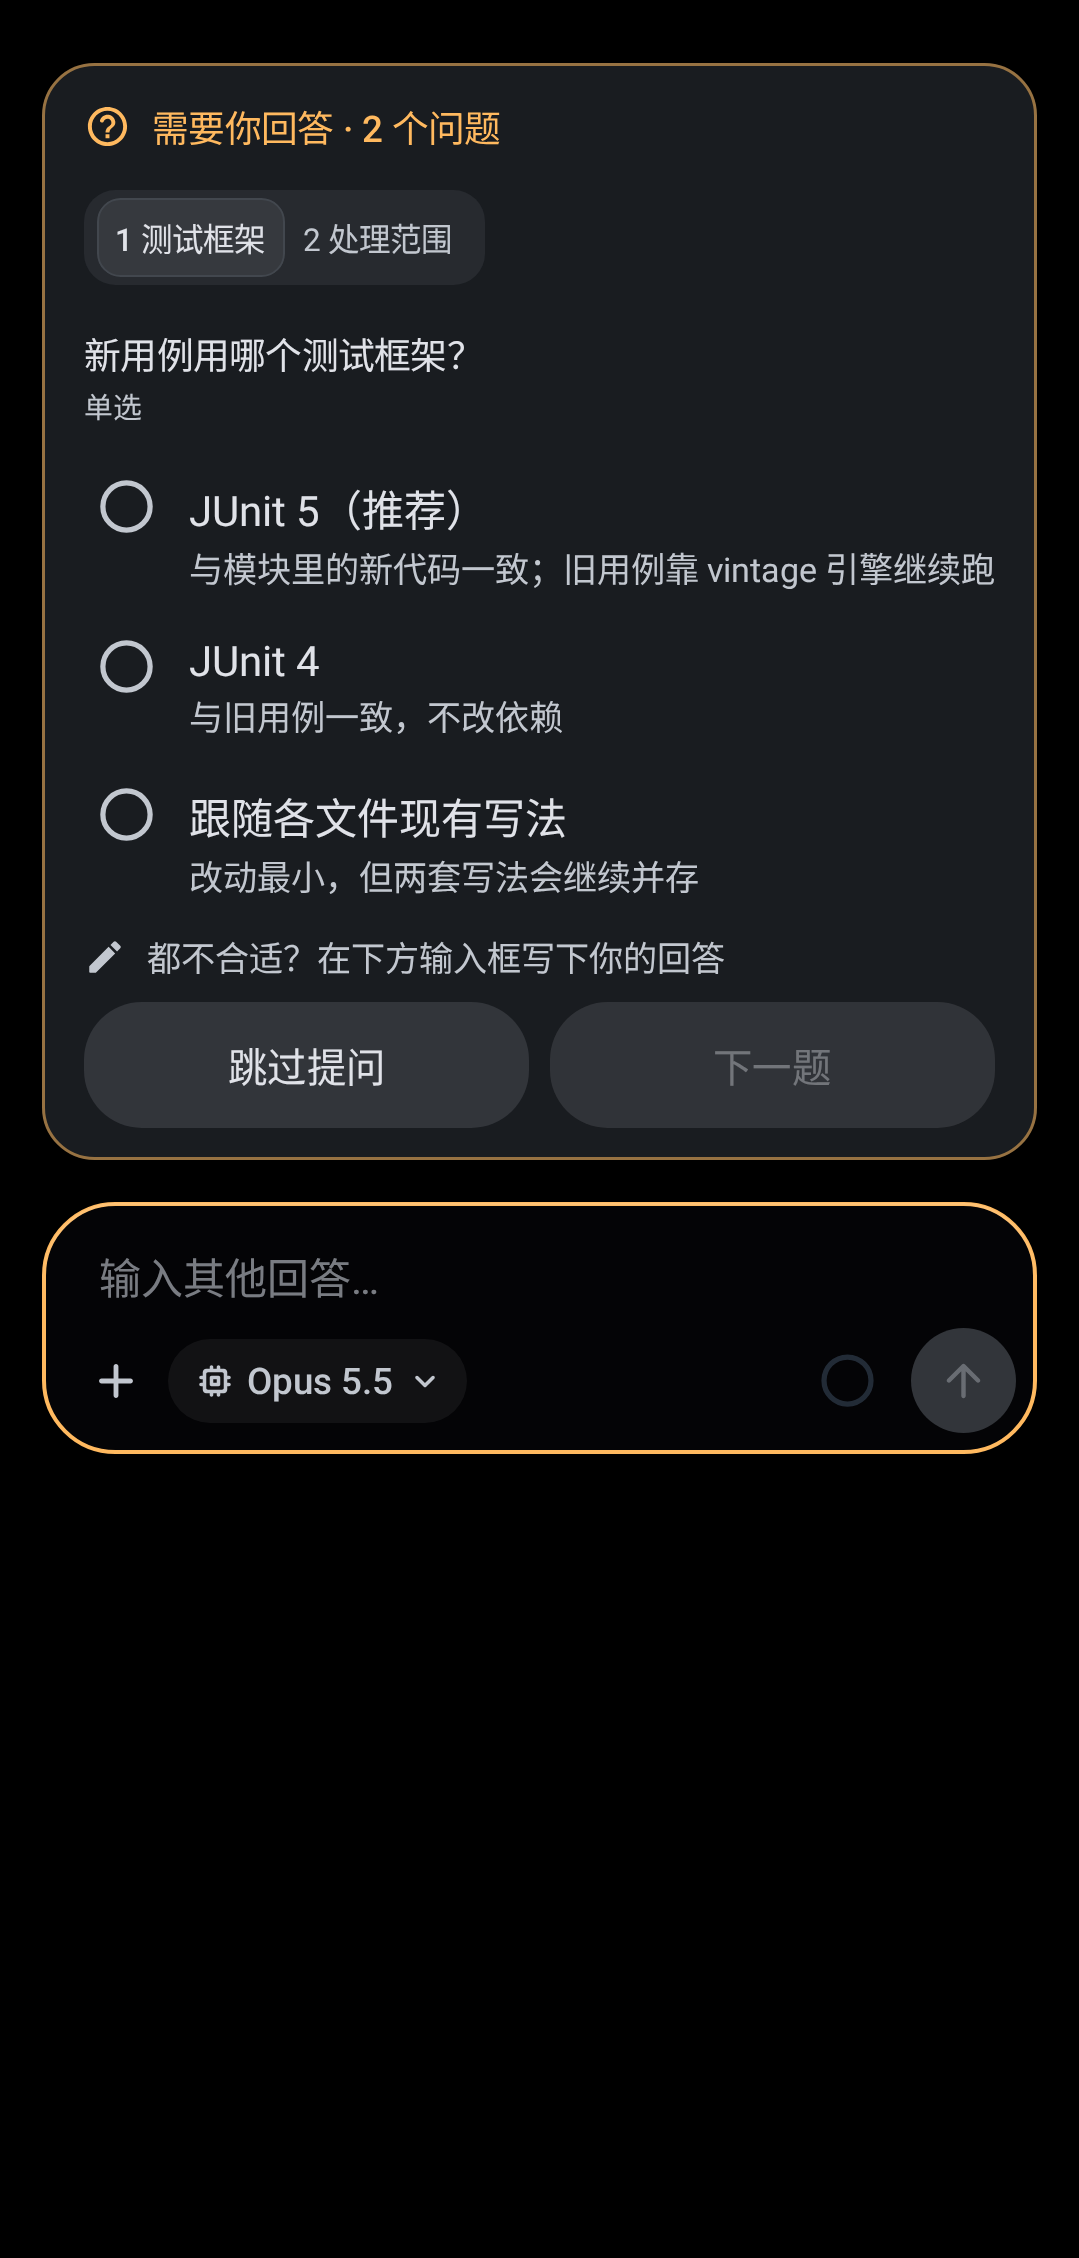 需要你回答 · 2 个问题
1 测试框架
2 处理范围
新用例用哪个测试框架？
单选
JUnit 5（推荐）
与模块里的新代码一致；旧用例靠 vintage 引擎继续跑
JUnit 4
与旧用例一致，不改依赖
跟随各文件现有写法
改动最小，但两套写法会继续并存
都不合适？在下方输入框写下你的回答
跳过提问
下一题
输入其他回答...
Opus 5.5